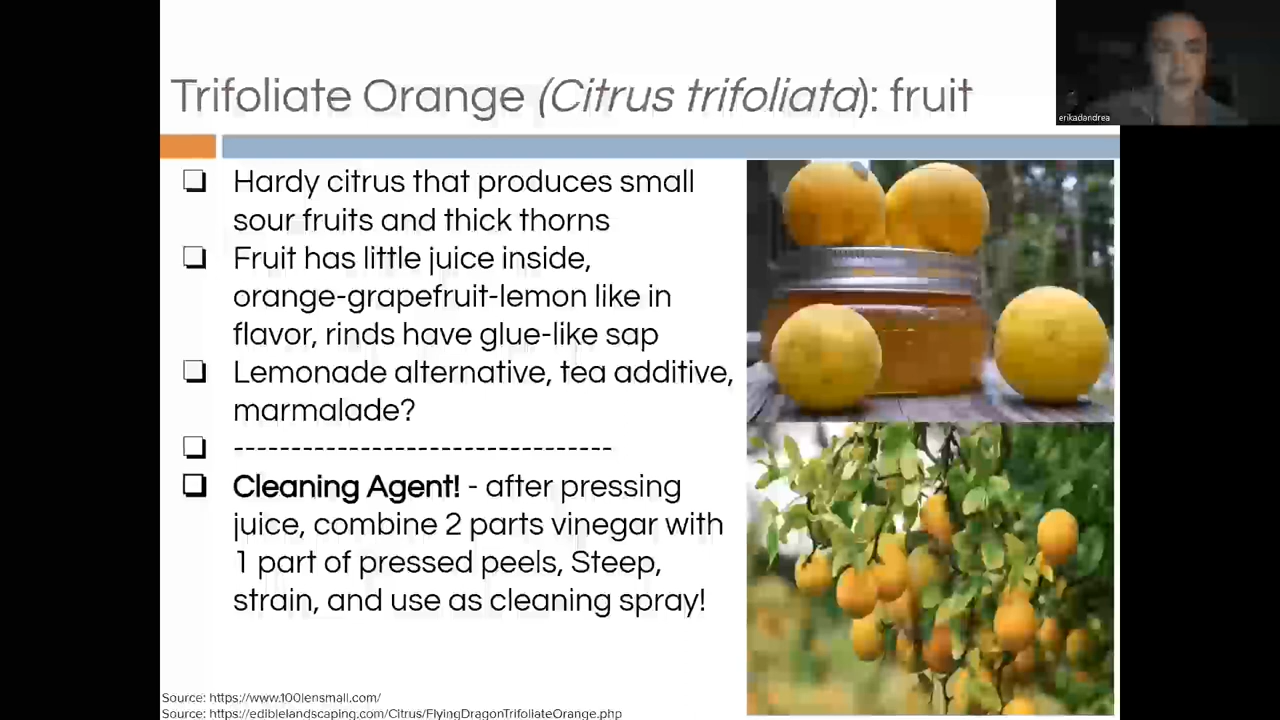 Trifoliate Orange (Citrus trifoliata): fruit
erikadandrea
Hardy citrus that produces small
sour fruits and thick thorns
Fruit has little juice inside,
orange-grapefruit-lemon like in
flavor, rinds have glue-like sap
Lemonade alternative, tea additive,
marmalade?
---------------------------------
Cleaning Agent! - after pressing
juice, combine 2 parts vinegar with
1 part of pressed peels, Steep,
strain, and use as cleaning spray!
Source: https://www.100lensmall.com/
Source: https://ediblelandscaping.com/Citrus/FlyingDragonTrifoliateOrange.php